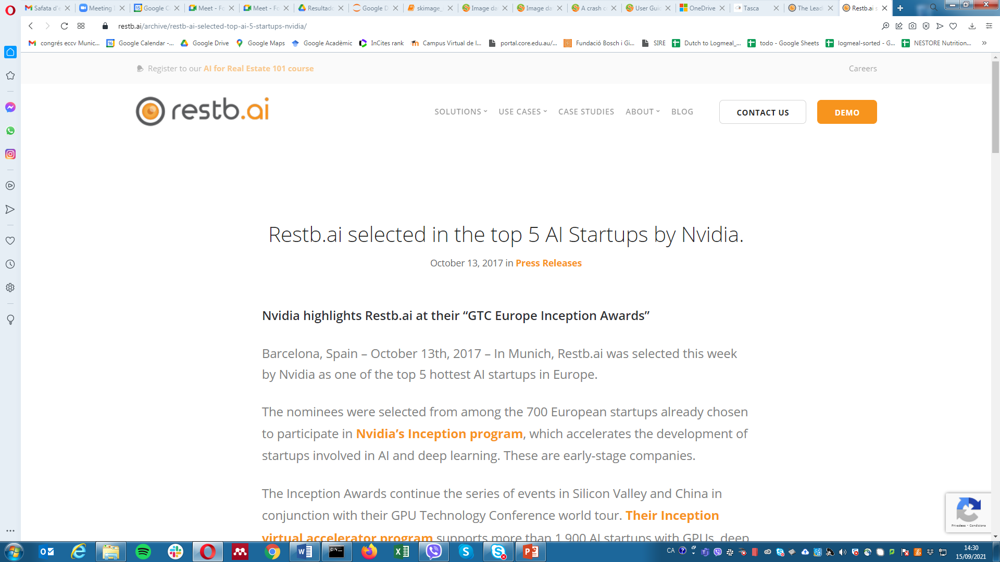 Safata d'e
Meeting
Google C
Meet - Fo
Meet - Fo
Resultado
Google D
skimage_
Image da
Image da
A crash c
User Gui
OneDrive
Tasca
The Lead
Restb.ai s
restb.ai/archive/restb-ai-selected-top-ai-5-startups-nvidia/
congrés eccv Munic...
Google Calendar -...
Google Drive
Google Maps
Google Acadèmic
InCites rank
Campus Virtual de l...
portal.core.edu.au/...
Fundació Bosch i Gi...
SIRE
Dutch to Logmeal_...
todo - Google Sheets
logmeal-sorted - G...
NESTORE Nutrition...
Register to our AI for Real Estate 101 course
Careers
restb.ai
SOLUTIONS
USE CASES
CASE STUDIES
ABOUT
BLOG
CONTACT US
DEMO
Restb.ai selected in the top 5 AI Startups by Nvidia.
October 13, 2017 in Press Releases
Nvidia highlights Restb.ai at their “GTC Europe Inception Awards”
Barcelona, Spain – October 13th, 2017 – In Munich, Restb.ai was selected this week
by Nvidia as one of the top 5 hottest AI startups in Europe.
The nominees were selected from among the 700 European startups already chosen
to participate in Nvidia’s Inception program, which accelerates the development of
startups involved in AI and deep learning. These are early-stage companies.
The Inception Awards continue the series of events in Silicon Valley and China in
conjunction with their GPU Technology Conference world tour. Their Inception
virtual accelerator program supports more than 1,900 AI startups with GPUs, deep
Privadesa - Condicions
CA
14:30
15/09/2021